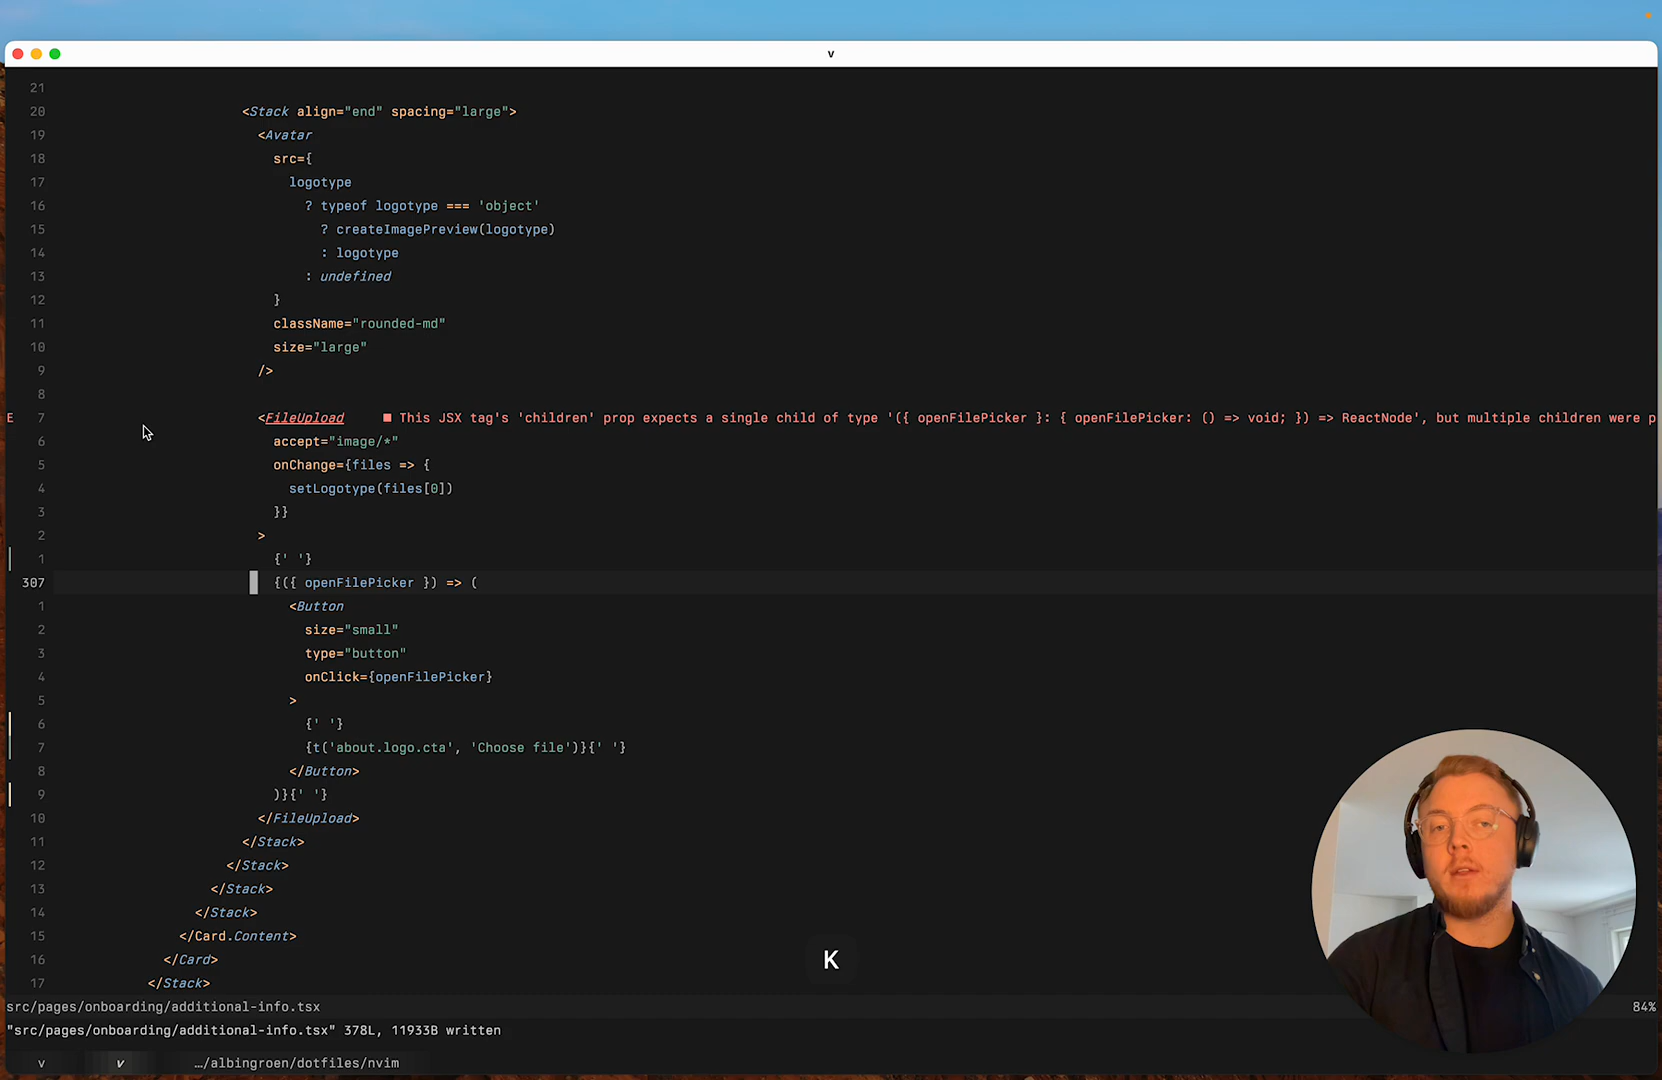 v
21
20 <Stack align="end" spacing="large">
19 <Avatar
18 src={
17 logotype
16 ? typeof logotype === 'object'
15 ? createImagePreview(logotype)
14 : logotype
13 : undefined
12 }
11 className="rounded-md"
10 size="large"
9 />
8
E 7 <FileUpload ■ This JSX tag's 'children' prop expects a single child of type '({ openFilePicker }: { openFilePicker: () => void; }) => ReactNode', but multiple children were p
6 accept="image/*"
5 onChange={files => {
4 setLogotype(files[0])
3 }}
2 >
1 {' '}
307 {({ openFilePicker }) => (
1 <Button
2 size="small"
3 type="button"
4 onClick={openFilePicker}
5 >
6 {' '}
7 {t('about.logo.cta', 'Choose file')}{' '}
8 </Button>
9 )}{' '}
10 </FileUpload>
11 </Stack>
12 </Stack>
13 </Stack>
14 </Stack>
15 </Card.Content>
16 </Card>
17 </Stack>
K
src/pages/onboarding/additional-info.tsx 84%
"src/pages/onboarding/additional-info.tsx" 378L, 11933B written
v v …/albingroen/dotfiles/nvim